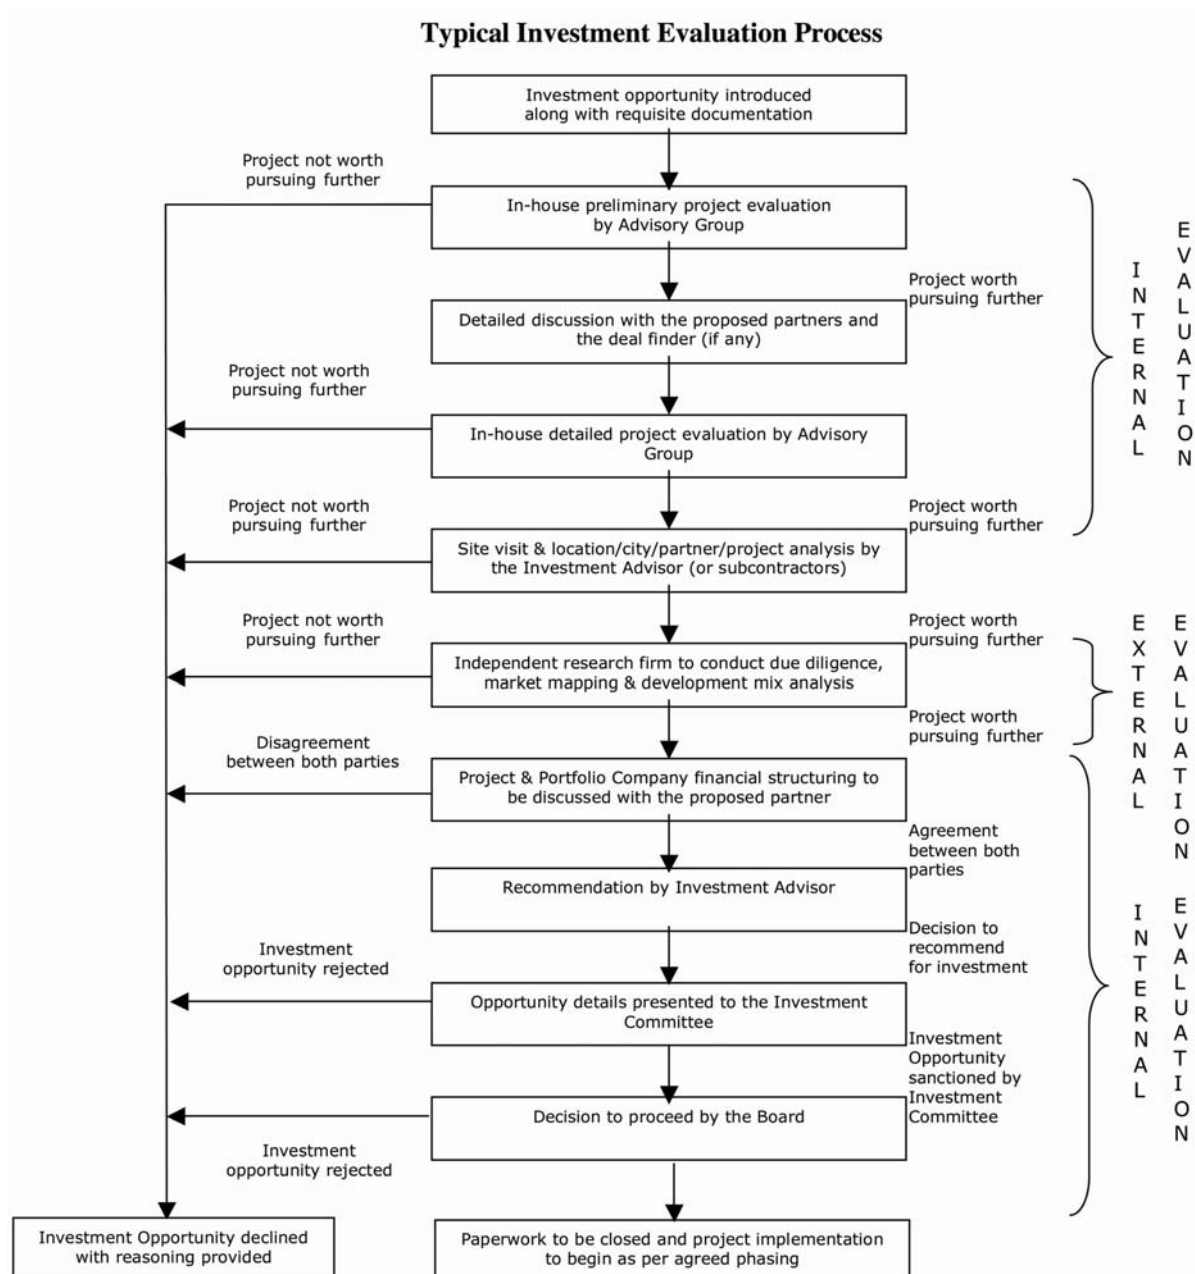 Typical Investment Evaluation Process
Investment opportunity introduced
along with requisite documentation
Project not worth
pursuing further
In-house preliminary project evaluation
by Advisory Group
Project worth
pursuing further
Detailed discussion with the proposed partners and
the deal finder (if any)
Project not worth
pursuing further
In-house detailed project evaluation by Advisory
Group
Project worth
pursuing further
INTERNAL
EVALUATION
Project not worth
pursuing further
Site visit & location/city/partner/project analysis by
the Investment Advisor (or subcontractors)
Project worth
pursuing further
Project not worth
pursuing further
Independent research firm to conduct due diligence,
market mapping & development mix analysis
Project worth
pursuing further
EXTERNAL
EVALUATION
Disagreement
between both parties
Project & Portfolio Company financial structuring to
be discussed with the proposed partner
Agreement
between both
parties
Recommendation by Investment Advisor
Decision to
recommend
for investment
Investment
opportunity rejected
Opportunity details presented to the Investment
Committee
Investment
Opportunity
sanctioned by
Investment
Committee
Decision to proceed by the Board
Investment
opportunity rejected
INTERNAL
EVALUATION
Investment Opportunity declined
with reasoning provided
Paperwork to be closed and project implementation
to begin as per agreed phasing